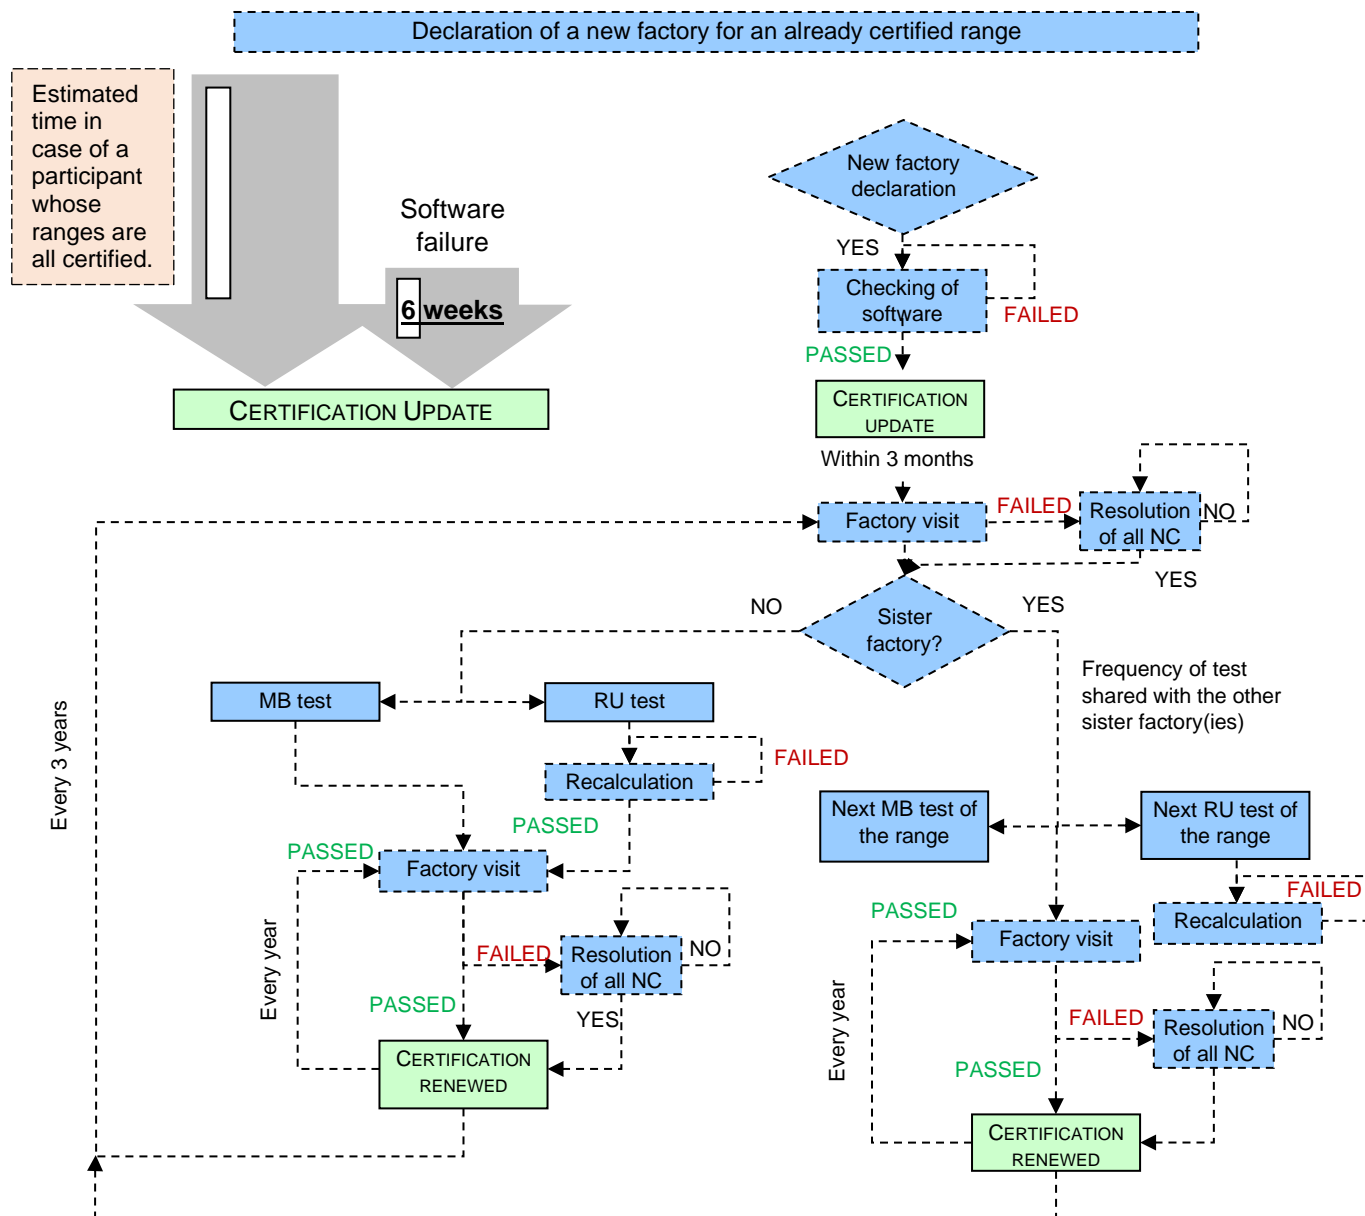 Declaration of a new factory for an already certified range
Estimated
time in
case of a
participant
whose
ranges are
all certified.
Software
failure
6 weeks
CERTIFICATION UPDATE
New factory
declaration
YES
Checking of
software
FAILED
PASSED
CERTIFICATION
UPDATE
Within 3 months
Factory visit
FAILED
Resolution
of all NC
NO
YES
Sister
factory?
NO
YES
Frequency of test
shared with the other
sister factory(ies)
Every 3 years
MB test
RU test
FAILED
Recalculation
PASSED
PASSED
Factory visit
Every year
FAILED
Resolution
of all NC
NO
PASSED
YES
CERTIFICATION
RENEWED
Next MB test of
the range
Next RU test of
the range
FAILED
Recalculation
PASSED
Factory visit
Every year
FAILED
Resolution
of all NC
NO
PASSED
CERTIFICATION
RENEWED